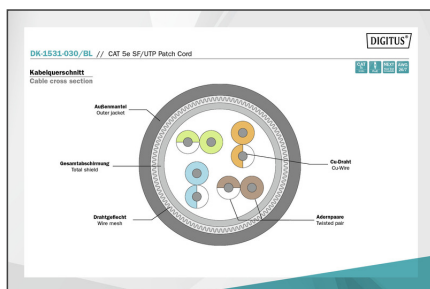 DIGITUS®
DK-1531-030/BL // CAT 5e SF/UTP Patch Cord
Kabelquerschnitt
Cable cross section
Außenmantel
Outer jacket
Gesamtabschirmung
Total shield
Cu-Draht
Cu-Wire
Drahtgeflecht
Wire mesh
Adernpaare
Twisted pair